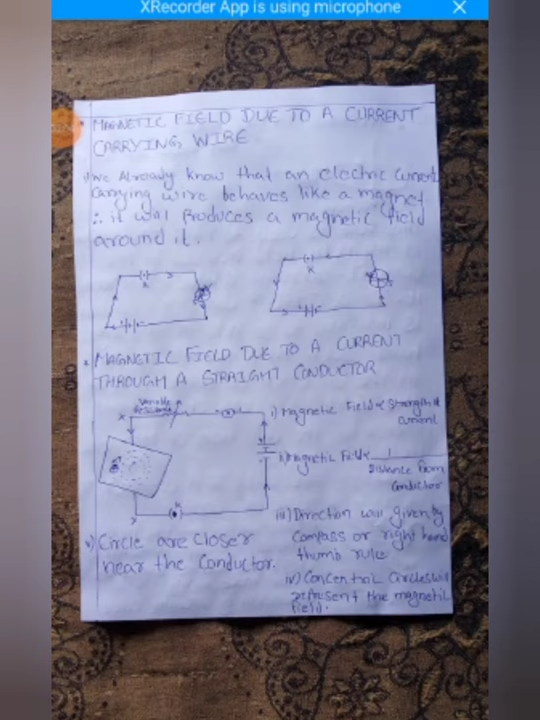 XRecorder App is using microphone
MAGNETIC FIELD DUE TO A CURRENT
CARRYING WIRE
i) We Already know that an electric current
carrying wire behaves like a magnet
∴ it will produces a magnetic field
around it.
K
K
MAGNETIC FIELD DUE TO A CURRENT
THROUGH A STRAIGHT CONDUCTOR
Variable
Resistance
X
i) Magnetic Field ∝ Strength of
current
ii) Magnetic Field ∝ 1
Distance From
Conductor
K
Y
iii) Direction will given by
Compass or right hand
thumb rule
v) Circle are closer
near the Conductor.
iv) Concentral Circles will
represent the magnetic
field.